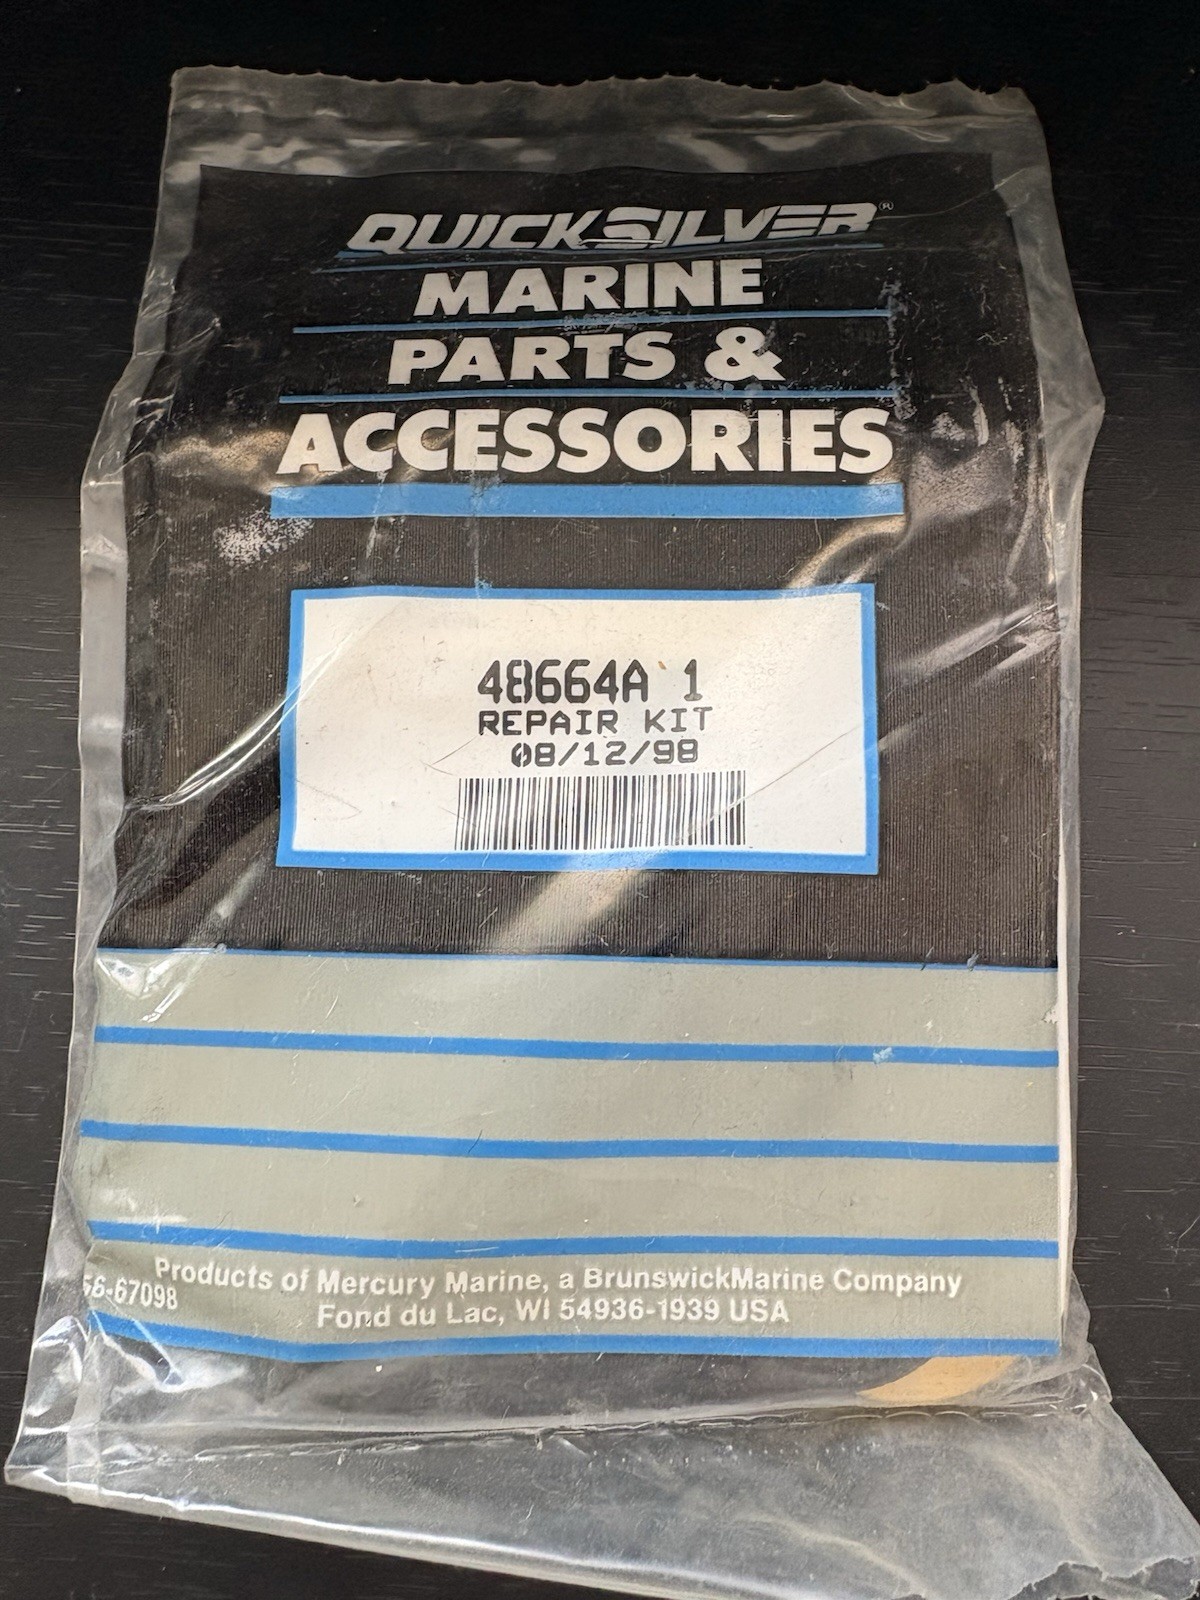 QUICKSILVER®
MARINE
PARTS &
ACCESSORIES
48664A 1
REPAIR KIT
08/12/98
Products of Mercury Marine, a BrunswickMarine Company
56-67098
Fond du Lac, WI 54936-1939 USA